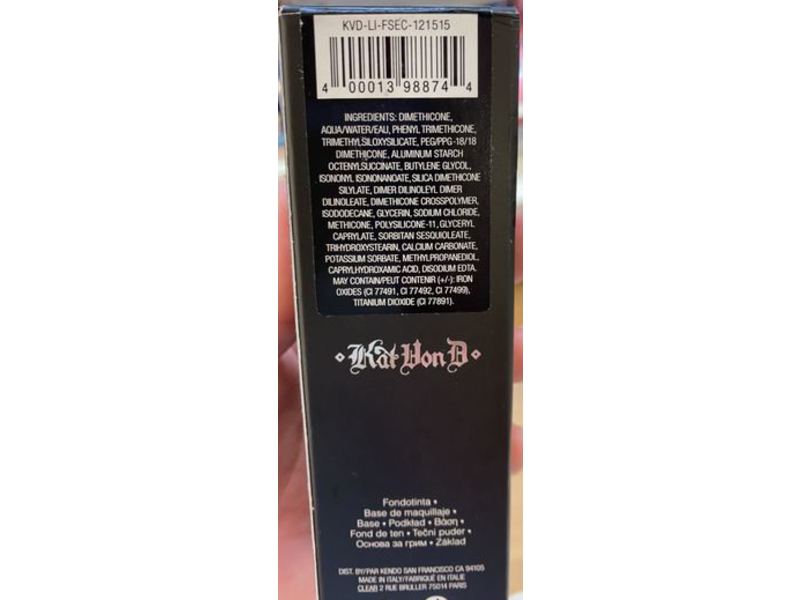 KVD-LI-FSEC-121515
4 00013 98874 4
INGREDIENTS: DIMETHICONE,
AQUA/WATER/EAU, PHENYL TRIMETHICONE,
TRIMETHYLSILOXYSILICATE, PEG/PPG-18/18
DIMETHICONE, ALUMINUM STARCH
OCTENYLSUCCINATE, BUTYLENE GLYCOL,
ISONONYL ISONONANOATE, SILICA DIMETHICONE
SILYLATE, DIMER DILINOLEYL DIMER
DILINOLEATE, DIMETHICONE CROSSPOLYMER,
ISODODECANE, GLYCERIN, SODIUM CHLORIDE,
METHICONE, POLYSILICONE-11, GLYCERYL
CAPRYLATE, SORBITAN SESQUIOLEATE,
TRIHYDROXYSTEARIN, CALCIUM CARBONATE,
POTASSIUM SORBATE, METHYLPROPANEDIOL,
CAPRYLHYDROXAMIC ACID, DISODIUM EDTA.
MAY CONTAIN/PEUT CONTENIR (+/-): IRON
OXIDES (CI 77491, CI 77492, CI 77499),
TITANIUM DIOXIDE (CI 77891).
Kat Von D
Fondotinta •
Base de maquillaje •
Base • Podkład • Βάση •
Fond de ten • Tečni puder •
Основа за грим • Základ
DIST. BY/PAR KENDO SAN FRANCISCO CA 94105
MADE IN ITALY/FABRIQUÉ EN ITALIE
CLEAR 2 RUE BRULLER 75014 PARIS